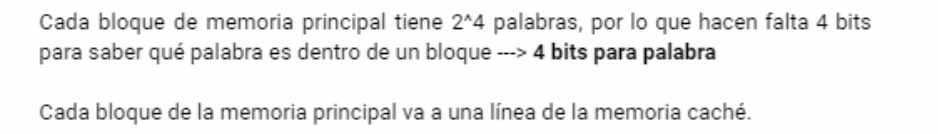 Cada bloque de memoria principal tiene 2^4 palabras, por lo que hacen falta 4 bits
para saber qué palabra es dentro de un bloque ---> 4 bits para palabra
Cada bloque de la memoria principal va a una línea de la memoria caché.